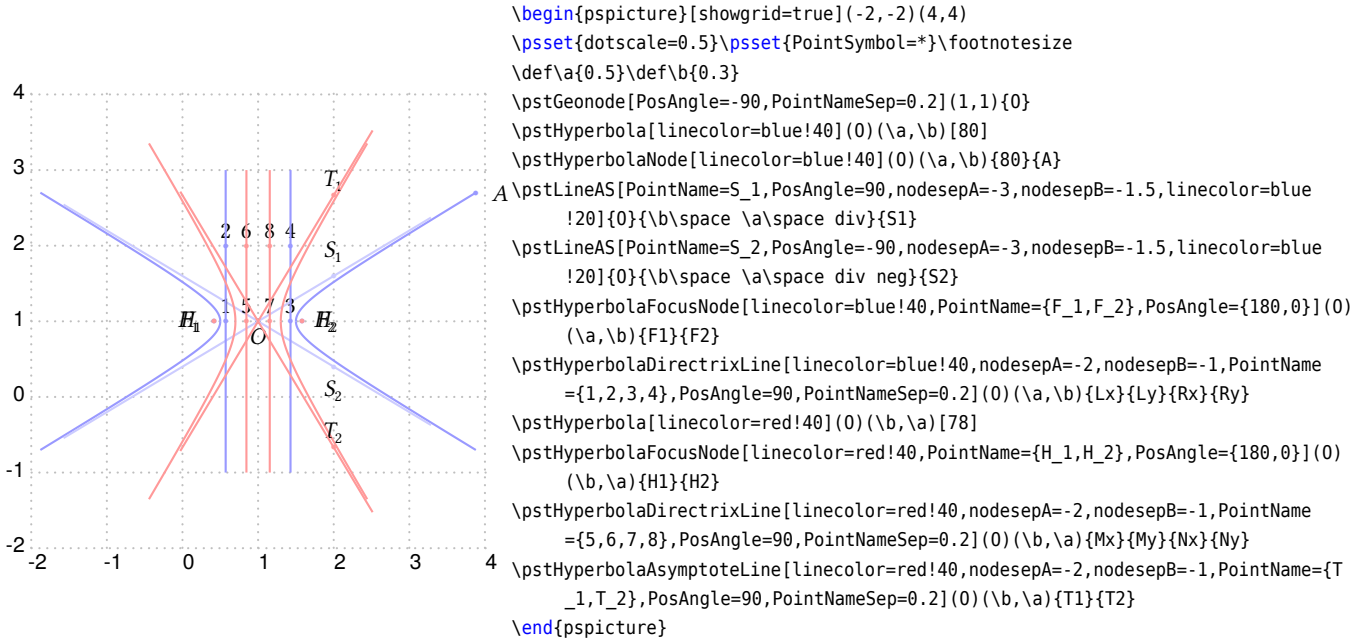 4
3
2
1
0
-1
-2
-2 -1 0 1 2 3 4
T_1
A
2 6 8 4
S_1
1 5 7 3
O
S_2
T_2
\begin{pspicture}[showgrid=true](-2,-2)(4,4)
\psset{dotscale=0.5}\psset{PointSymbol=*}\footnotesize
\def\a{0.5}\def\b{0.3}
\pstGeonode[PosAngle=-90,PointNameSep=0.2](1,1){O}
\pstHyperbola[linecolor=blue!40](O)(\a,\b)[80]
\pstHyperbolaNode[linecolor=blue!40](O)(\a,\b){80}{A}
\pstLineAS[PointName=S_1,PosAngle=90,nodesepA=-3,nodesepB=-1.5,linecolor=blue
!20]{O}{\b\space \a\space div}{S1}
\pstLineAS[PointName=S_2,PosAngle=-90,nodesepA=-3,nodesepB=-1.5,linecolor=blue
!20]{O}{\b\space \a\space div neg}{S2}
\pstHyperbolaFocusNode[linecolor=blue!40,PointName={F_1,F_2},PosAngle={180,0}](O)
(\a,\b){F1}{F2}
\pstHyperbolaDirectrixLine[linecolor=blue!40,nodesepA=-2,nodesepB=-1,PointName
={1,2,3,4},PosAngle=90,PointNameSep=0.2](O)(\a,\b){Lx}{Ly}{Rx}{Ry}
\pstHyperbola[linecolor=red!40](O)(\b,\a)[78]
\pstHyperbolaFocusNode[linecolor=red!40,PointName={H_1,H_2},PosAngle={180,0}](O)
(\b,\a){H1}{H2}
\pstHyperbolaDirectrixLine[linecolor=red!40,nodesepA=-2,nodesepB=-1,PointName
={5,6,7,8},PosAngle=90,PointNameSep=0.2](O)(\b,\a){Mx}{My}{Nx}{Ny}
\pstHyperbolaAsymptoteLine[linecolor=red!40,nodesepA=-2,nodesepB=-1,PointName={T
_1,T_2},PosAngle=90,PointNameSep=0.2](O)(\b,\a){T1}{T2}
\end{pspicture}